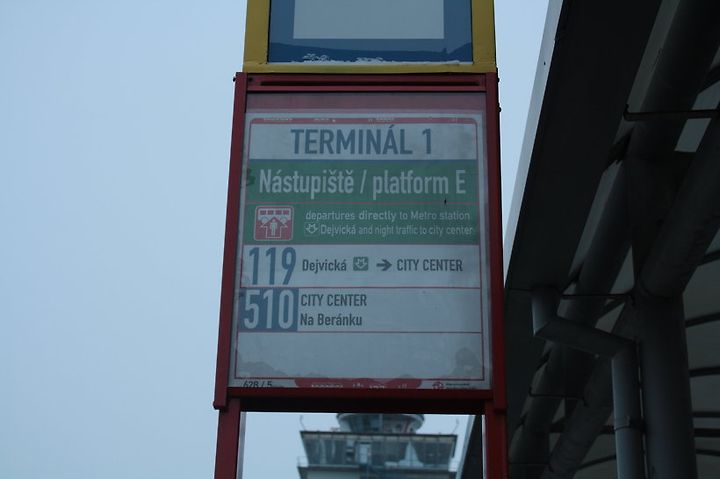 TERMINÁL 1
Nástupiště / platform E
departures directly to Metro station
Dejvická and night traffic to city center
119 Dejvická → CITY CENTER
510 CITY CENTER
Na Beránku
628 / 5